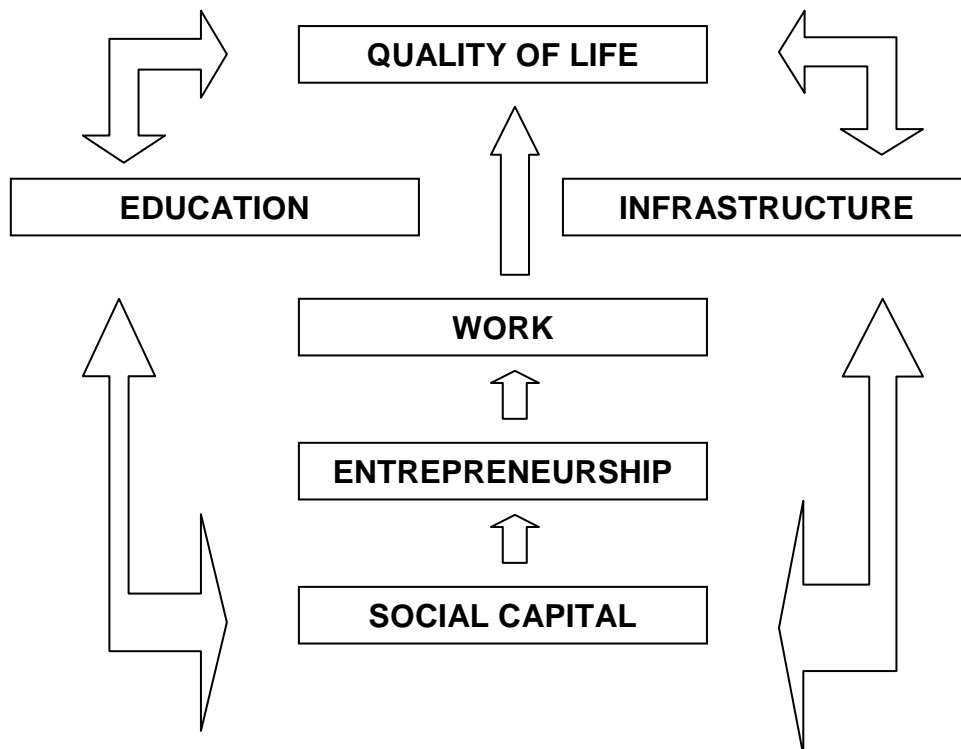 QUALITY OF LIFE
EDUCATION
INFRASTRUCTURE
WORK
ENTREPRENEURSHIP
SOCIAL CAPITAL